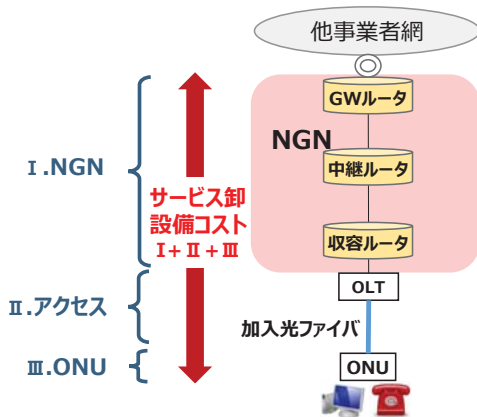 他事業者網
GWルータ
NGN
Ⅰ.NGN
中継ルータ
サービス卸
設備コスト
Ⅰ+Ⅱ+Ⅲ
収容ルータ
OLT
Ⅱ.アクセス
加入光ファイバ
Ⅲ.ONU
ONU